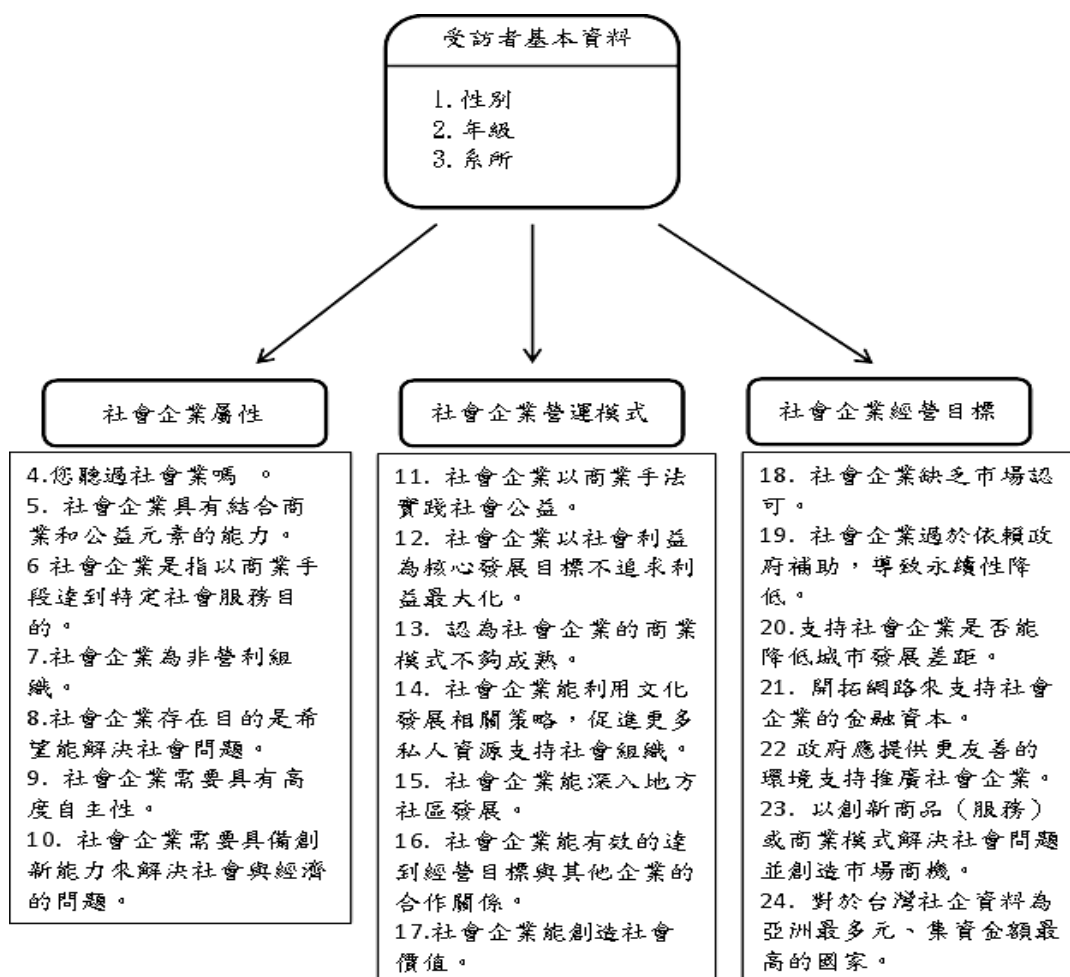 受訪者基本資料
1. 性別
2. 年級
3. 系所
社會企業屬性
4.您聽過社會業嗎 。
5. 社會企業具有結合商
業和公益元素的能力。
6 社會企業是指以商業手
段達到特定社會服務目
的。
7.社會企業為非營利組
織。
8.社會企業存在目的是希
望能解決社會問題。
9. 社會企業需要具有高
度自主性。
10. 社會企業需要具備創
新能力來解決社會與經濟
的問題。
社會企業營運模式
11. 社會企業以商業手法
實踐社會公益。
12. 社會企業以社會利益
為核心發展目標不追求利
益最大化。
13. 認為社會企業的商業
模式不夠成熟。
14. 社會企業能利用文化
發展相關策略，促進更多
私人資源支持社會組織。
15. 社會企業能深入地方
社區發展。
16. 社會企業能有效的達
到經營目標與其他企業的
合作關係。
17.社會企業能創造社會
價值。
社會企業經營目標
18. 社會企業缺乏市場認
可。
19. 社會企業過於依賴政
府補助，導致永續性降
低。
20.支持社會企業是否能
降低城市發展差距。
21. 開拓網路來支持社會
企業的金融資本。
22 政府應提供更友善的
環境支持推廣社會企業。
23. 以創新商品（服務）
或商業模式解決社會問題
並創造市場商機。
24. 對於台灣社企資料為
亞洲最多元、集資金額最
高的國家。